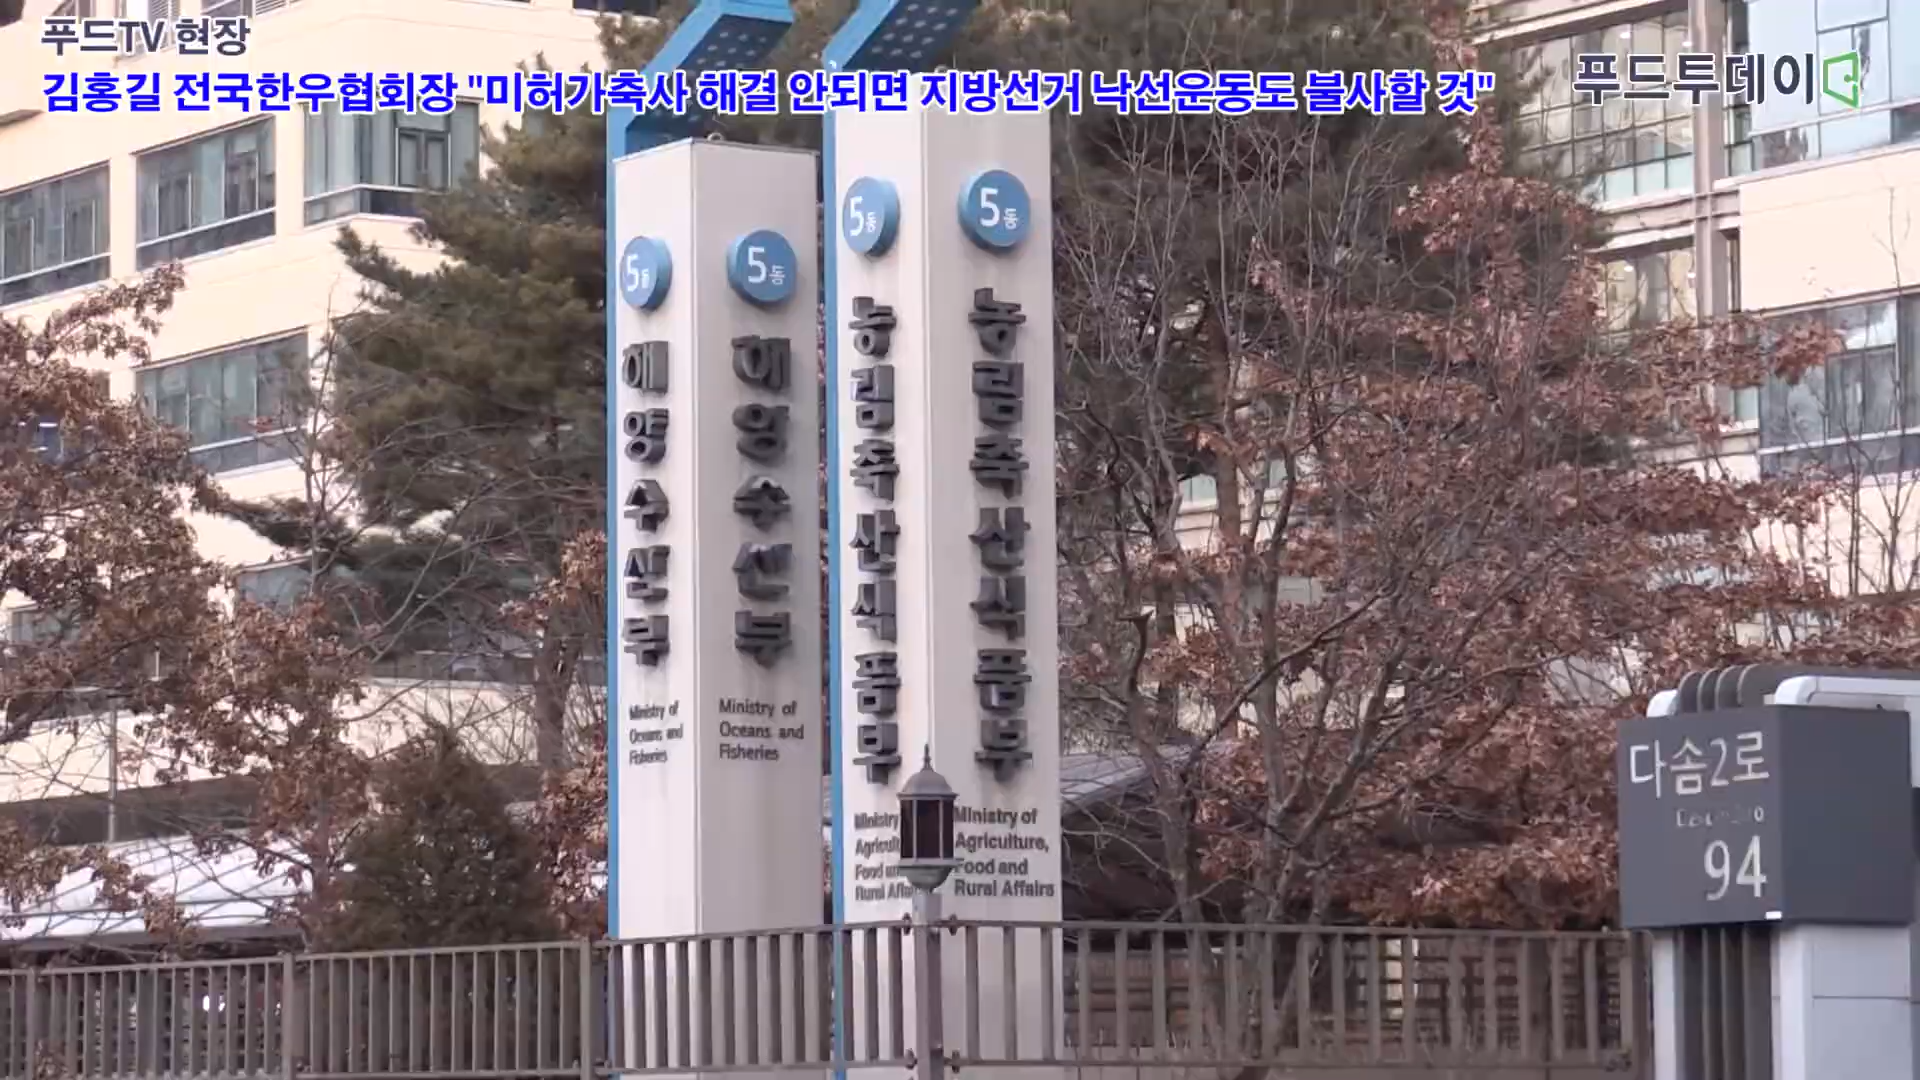 푸드TV 현장
김홍길 전국한우협회장 "미허가축사 해결 안되면 지방선거 낙선운동도 불사할 것"
푸드투데이
5동
5동
해양수산부
해양수산부
Ministry of
Oceans and
Fisheries
Ministry of
Oceans and
Fisheries
5동
5동
농림축산식품부
농림축산식품부
Ministry
Ministry of
Agriculture,
Food and
Rural Affairs
다솜2로
94